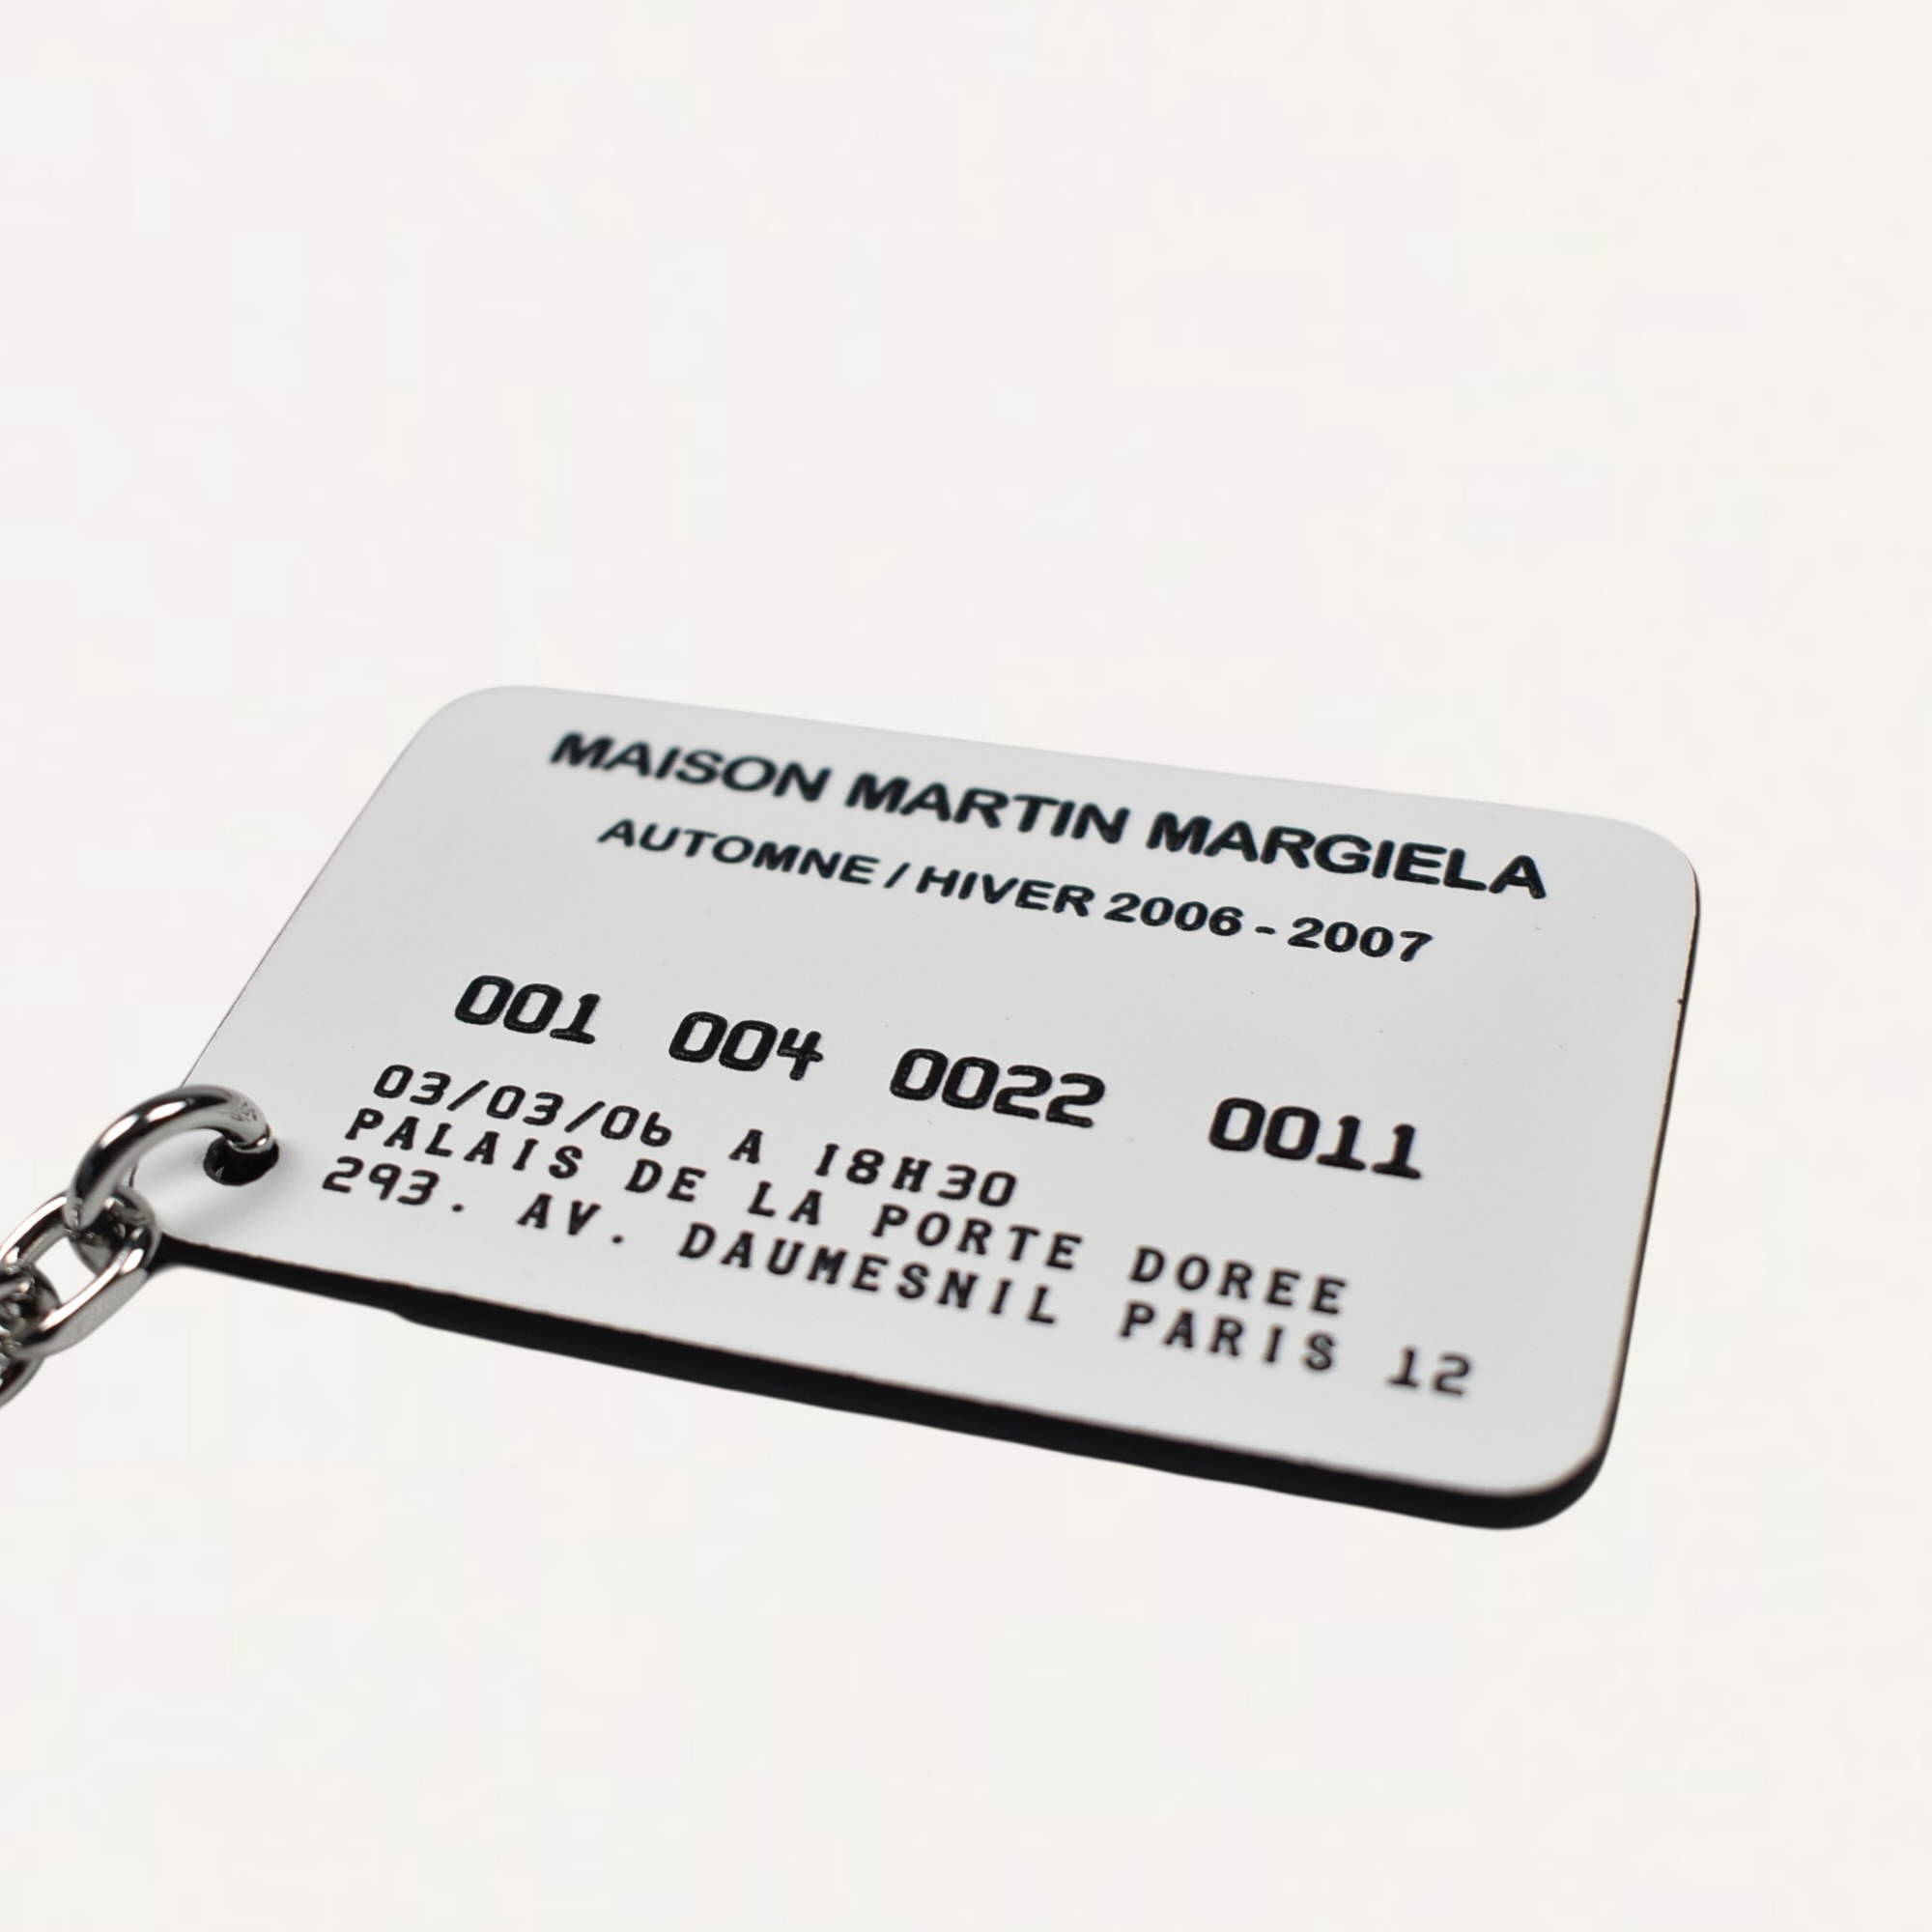 MAISON MARTIN MARGIELA
AUTOMNE / HIVER 2006 - 2007
001 004 0022 0011
03/03/06 A 18H30
PALAIS DE LA PORTE DOREE
293. AV. DAUMESNIL PARIS 12